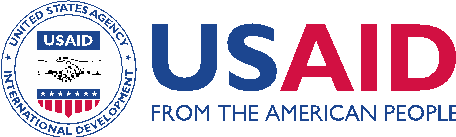 UNITED STATES AGENCY
USAID
INTERNATIONAL DEVELOPMENT
USAID
FROM THE AMERICAN PEOPLE